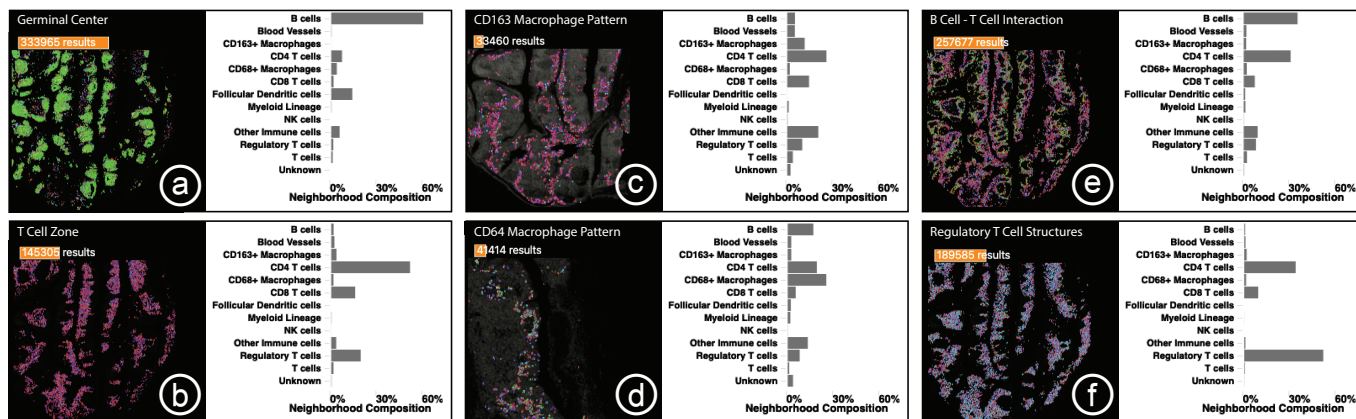 Germinal Center
333965 results
a
B cells
Blood Vessels
CD163+ Macrophages
CD4 T cells
CD68+ Macrophages
CD8 T cells
Follicular Dendritic cells
Myeloid Lineage
NK cells
Other Immune cells
Regulatory T cells
T cells
Unknown
0% 30% 60%
Neighborhood Composition
CD163 Macrophage Pattern
33460 results
c
B cells
Blood Vessels
CD163+ Macrophages
CD4 T cells
CD68+ Macrophages
CD8 T cells
Follicular Dendritic cells
Myeloid Lineage
NK cells
Other Immune cells
Regulatory T cells
T cells
Unknown
0% 30% 60%
Neighborhood Composition
B Cell - T Cell Interaction
257677 results
e
B cells
Blood Vessels
CD163+ Macrophages
CD4 T cells
CD68+ Macrophages
CD8 T cells
Follicular Dendritic cells
Myeloid Lineage
NK cells
Other Immune cells
Regulatory T cells
T cells
Unknown
0% 30% 60%
Neighborhood Composition
T Cell Zone
145305 results
b
B cells
Blood Vessels
CD163+ Macrophages
CD4 T cells
CD68+ Macrophages
CD8 T cells
Follicular Dendritic cells
Myeloid Lineage
NK cells
Other Immune cells
Regulatory T cells
T cells
Unknown
0% 30% 60%
Neighborhood Composition
CD64 Macrophage Pattern
41414 results
d
B cells
Blood Vessels
CD163+ Macrophages
CD4 T cells
CD68+ Macrophages
CD8 T cells
Follicular Dendritic cells
Myeloid Lineage
NK cells
Other Immune cells
Regulatory T cells
T cells
Unknown
0% 30% 60%
Neighborhood Composition
Regulatory T Cell Structures
189585 results
f
B cells
Blood Vessels
CD163+ Macrophages
CD4 T cells
CD68+ Macrophages
CD8 T cells
Follicular Dendritic cells
Myeloid Lineage
NK cells
Other Immune cells
Regulatory T cells
T cells
Unknown
0% 30% 60%
Neighborhood Composition